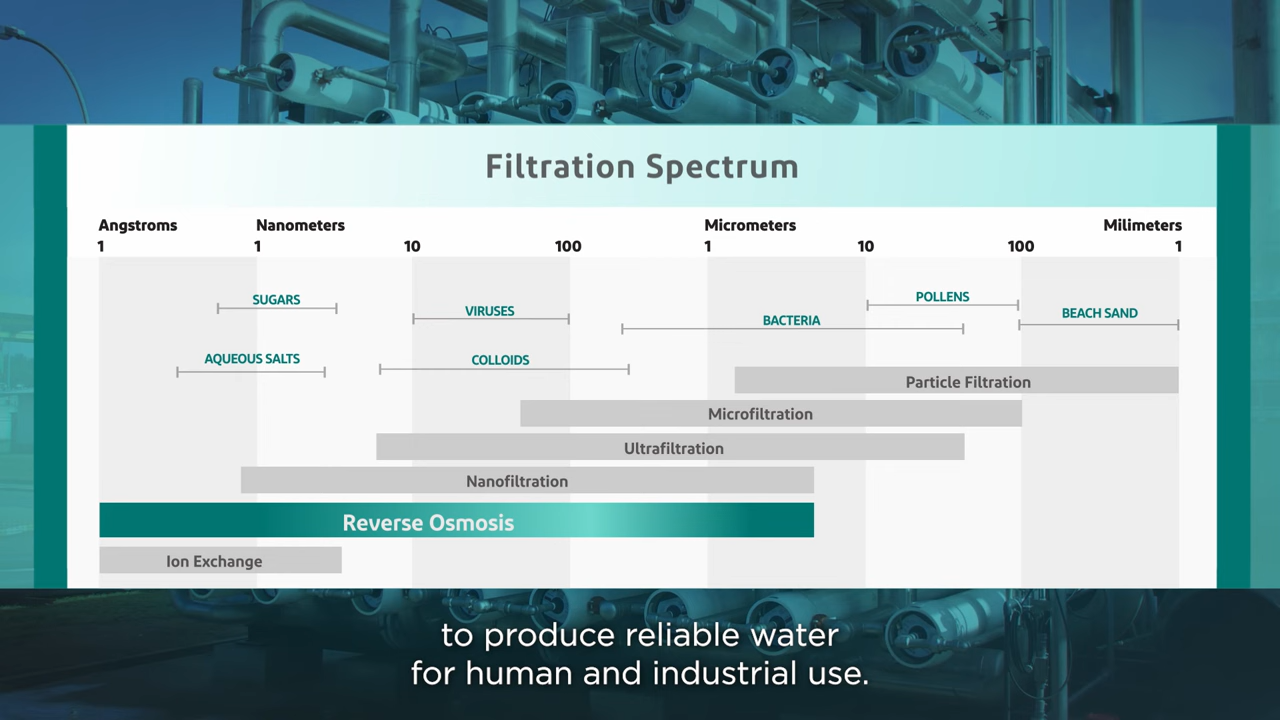 Filtration Spectrum
Angstroms Nanometers Micrometers Milimeters
1 1 10 100 1 10 100 1
SUGARS
VIRUSES
POLLENS
BACTERIA
BEACH SAND
AQUEOUS SALTS
COLLOIDS
Particle Filtration
Microfiltration
Ultrafiltration
Nanofiltration
Reverse Osmosis
Ion Exchange
to produce reliable water
for human and industrial use.